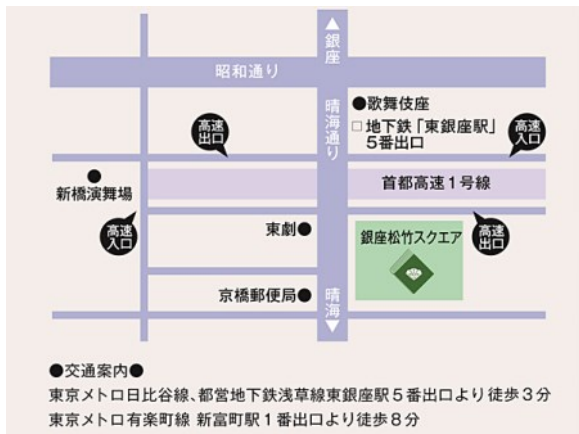 ▲銀座
昭和通り
晴海通り
●歌舞伎座
□地下鉄「東銀座駅」
5番出口
高速
出口
高速
入口
新橋演舞場
首都高速1号線
高速
入口
東劇●
銀座松竹スクエア
高速
出口
京橋郵便局●
晴海▼
●交通案内●
東京メトロ日比谷線、都営地下鉄浅草線東銀座駅5番出口より徒歩3分
東京メトロ有楽町線 新富町駅1番出口より徒歩8分